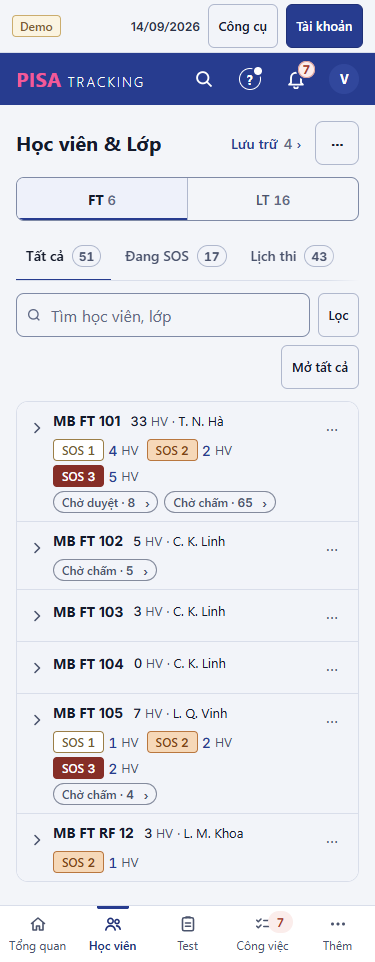 Demo 14/09/2026 Công cụ Tài khoản
PISA TRACKING ? 7 V
Học viên & Lớp Lưu trữ 4 › ...
FT 6 LT 16
Tất cả 51 Đang SOS 17 Lịch thi 43
Tìm học viên, lớp Lọc
Mở tất cả
MB FT 101 33 HV · T. N. Hà ...
SOS 1 4 HV SOS 2 2 HV
SOS 3 5 HV
Chờ duyệt · 8 › Chờ chấm · 65 ›
MB FT 102 5 HV · C. K. Linh ...
Chờ chấm · 5 ›
MB FT 103 3 HV · C. K. Linh ...
MB FT 104 0 HV · C. K. Linh ...
MB FT 105 7 HV · L. Q. Vinh ...
SOS 1 1 HV SOS 2 2 HV
SOS 3 2 HV
Chờ chấm · 4 ›
MB FT RF 12 3 HV · L. M. Khoa ...
SOS 2 1 HV
7
Tổng quan Học viên Test Công việc Thêm